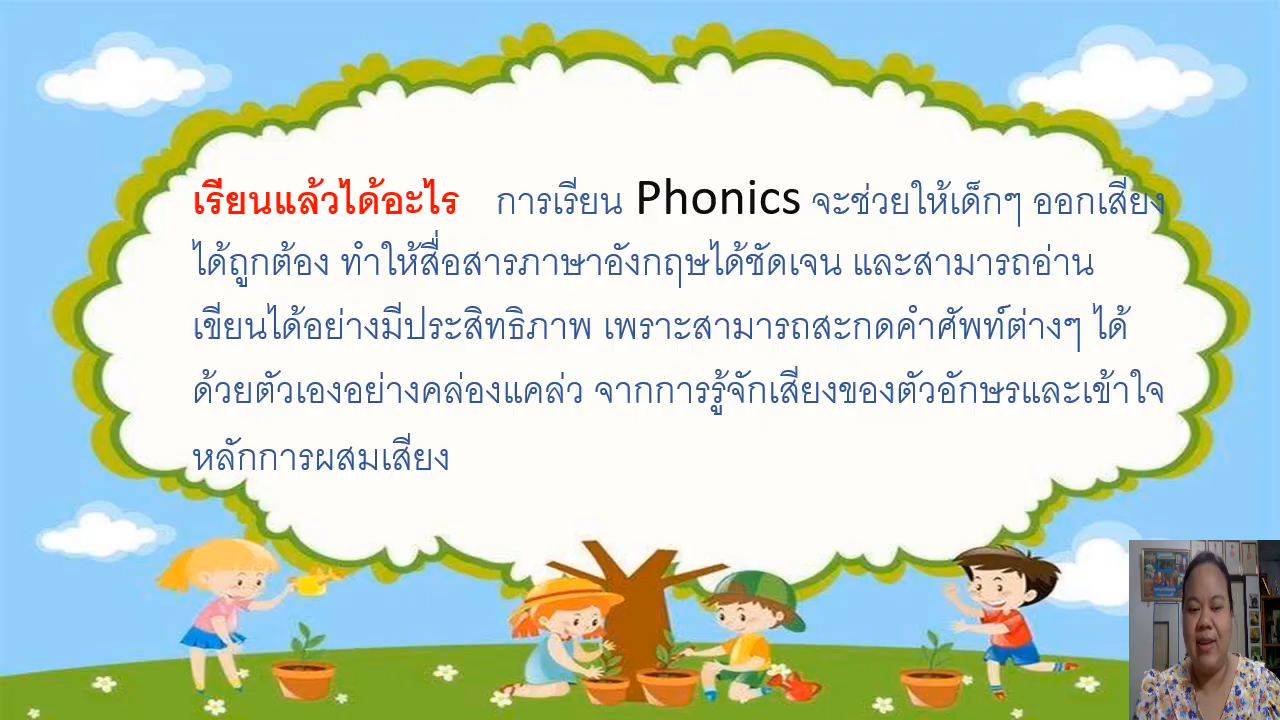 เรียนแล้วได้อะไร การเรียน Phonics จะช่วยให้เด็กๆ ออกเสียง
ได้ถูกต้อง ทำให้สื่อสารภาษาอังกฤษได้ชัดเจน และสามารถอ่าน
เขียนได้อย่างมีประสิทธิภาพ เพราะสามารถสะกดคำศัพท์ต่างๆ ได้
ด้วยตัวเองอย่างคล่องแคล่ว จากการรู้จักเสียงของตัวอักษรและเข้าใจ
หลักการผสมเสียง